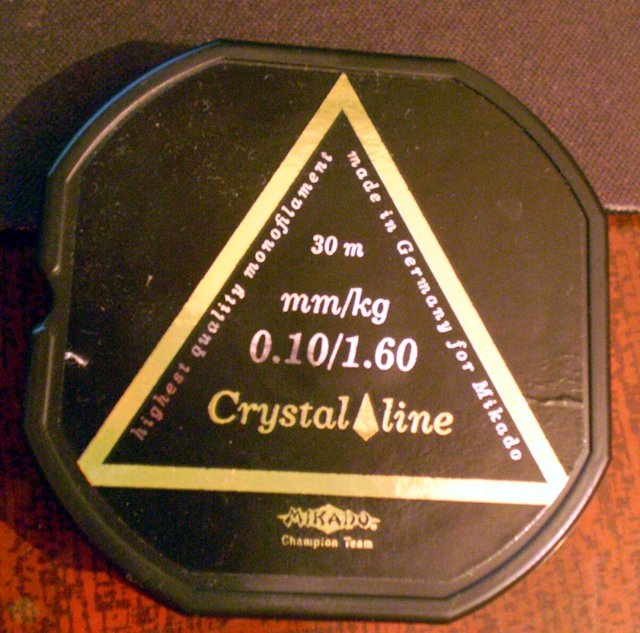 highest quality monofilament
made in Germany for Mikado
30 m
mm/kg
0.10/1.60
Crystal line
MIKADO
Champion Team